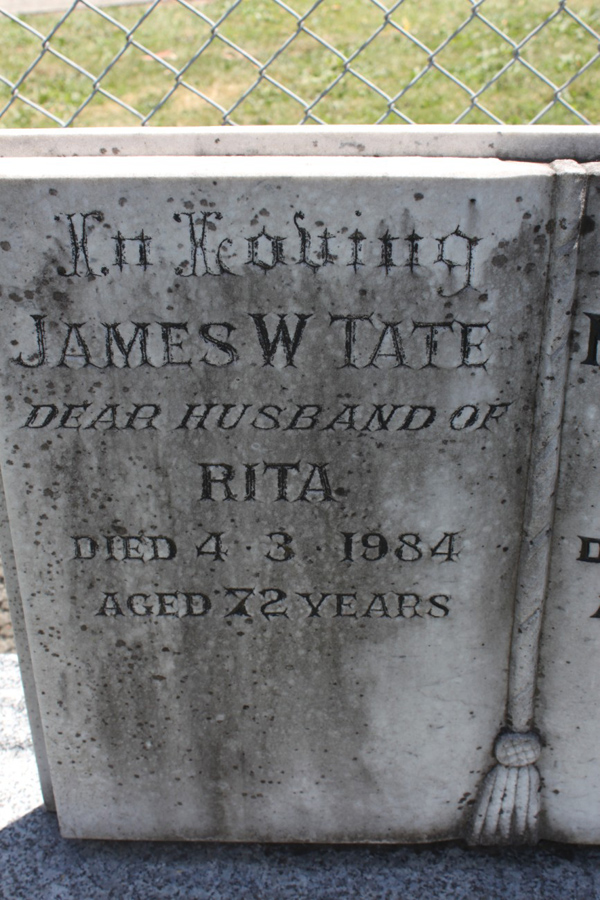 In Loving
JAMES W TATE
DEAR HUSBAND OF
RITA
DIED 4 · 3 · 1984
AGED 72 YEARS